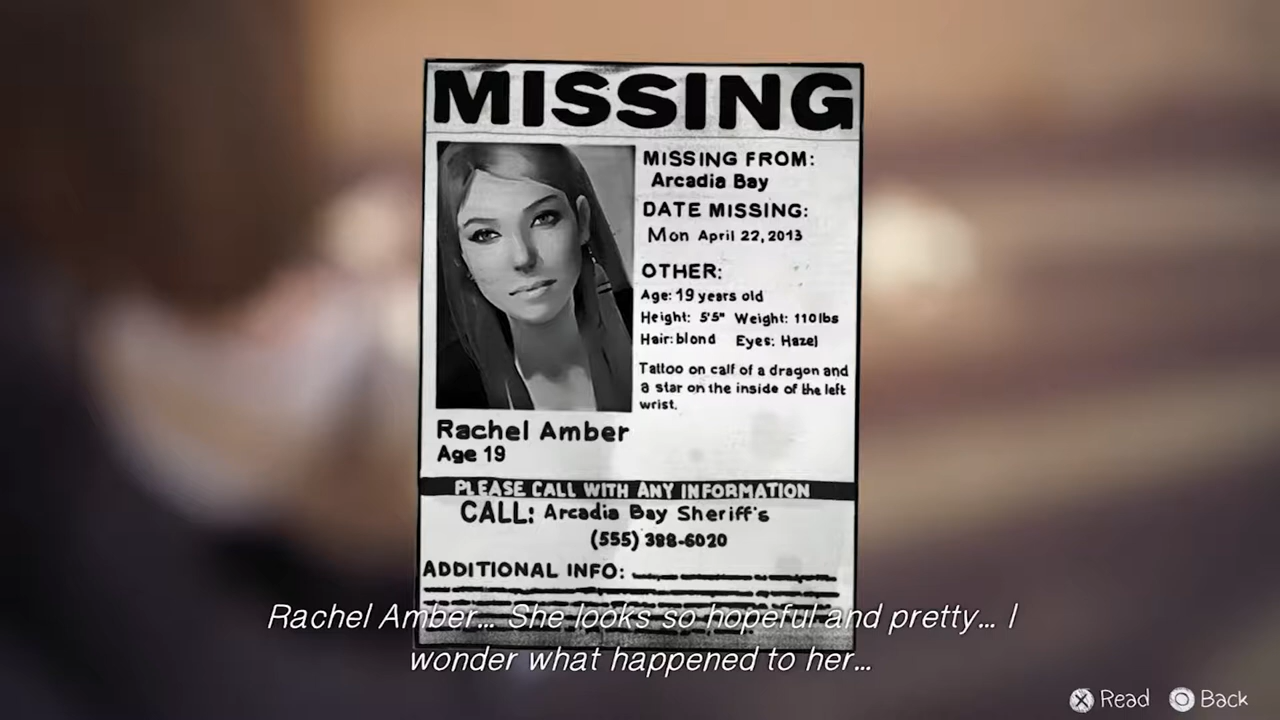 MISSING
MISSING FROM:
Arcadia Bay
DATE MISSING:
Mon April 22, 2013
OTHER:
Age: 19 years old
Height: 5'5" Weight: 110lbs
Hair: blond Eyes: Hazel
Tattoo on calf of a dragon and
a star on the inside of the left
wrist.
Rachel Amber
Age 19
PLEASE CALL WITH ANY INFORMATION
CALL: Arcadia Bay Sheriff's
(555) 388-6020
ADDITIONAL INFO:
Rachel Amber... She looks so hopeful and pretty... I
wonder what happened to her...
Read Back